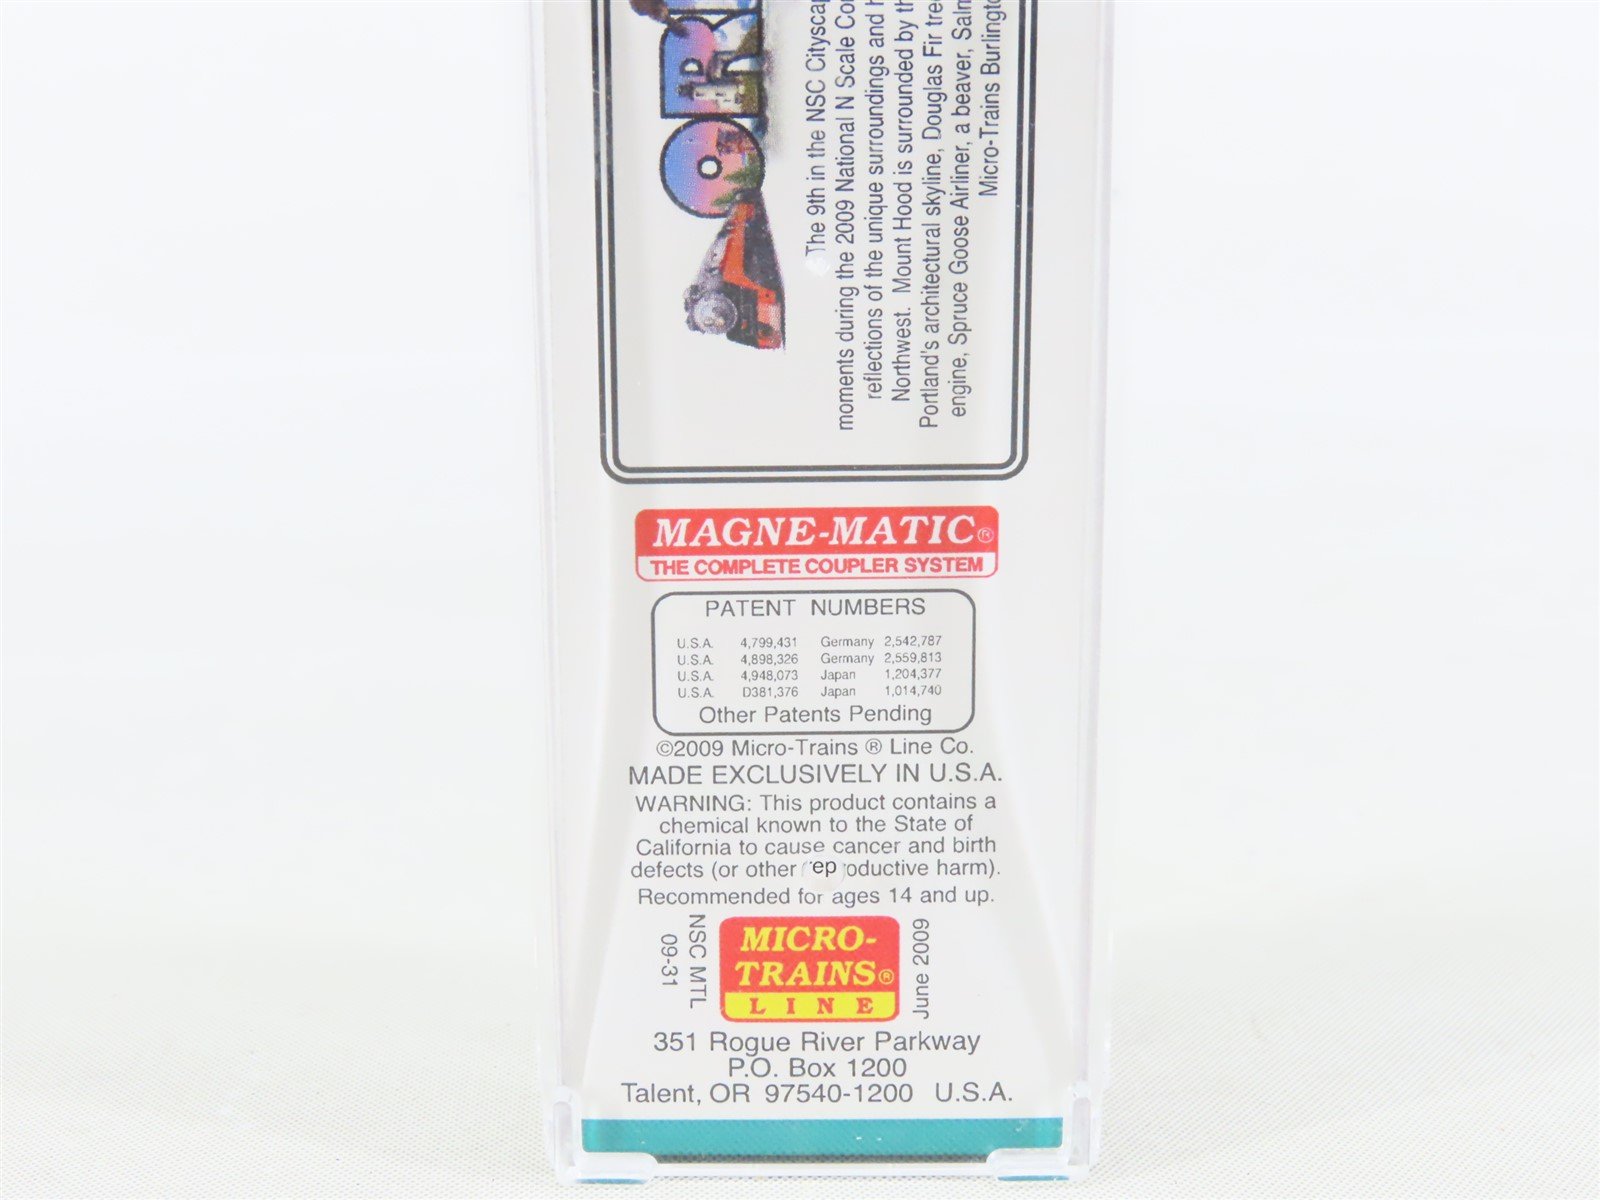 OR
The 9th in the NSC Cityscap
moments during the 2009 National N Scale Co
reflections of the unique surroundings and h
Northwest. Mount Hood is surrounded by th
Portland's architectural skyline, Douglas Fir tre
engine, Spruce Goose Airliner, a beaver, Salm
Micro-Trains Burlingto
MAGNE-MATIC®
THE COMPLETE COUPLER SYSTEM
PATENT NUMBERS
U.S.A. 4,799,431 Germany 2,542,787
U.S.A. 4,898,326 Germany 2,559,813
U.S.A. 4,948,073 Japan 1,204,377
U.S.A. D381,376 Japan 1,014,740
Other Patents Pending
©2009 Micro-Trains ® Line Co.
MADE EXCLUSIVELY IN U.S.A.
WARNING: This product contains a
chemical known to the State of
California to cause cancer and birth
defects (or other reproductive harm).
Recommended for ages 14 and up.
NSC MTL
09-31
MICRO-
TRAINS®
LINE
June 2009
351 Rogue River Parkway
P.O. Box 1200
Talent, OR 97540-1200 U.S.A.